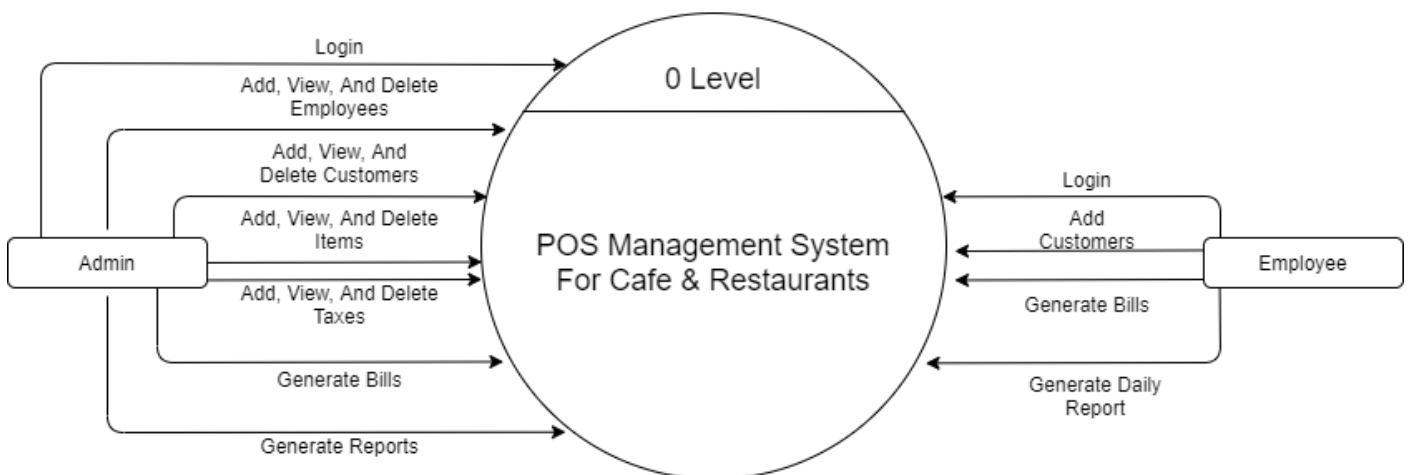 Login
Add, View, And Delete
Employees
Add, View, And
Delete Customers
Add, View, And Delete
Items
Admin
Add, View, And Delete
Taxes
Generate Bills
Generate Reports
0 Level
POS Management System
For Cafe & Restaurants
Login
Add
Customers
Employee
Generate Bills
Generate Daily
Report